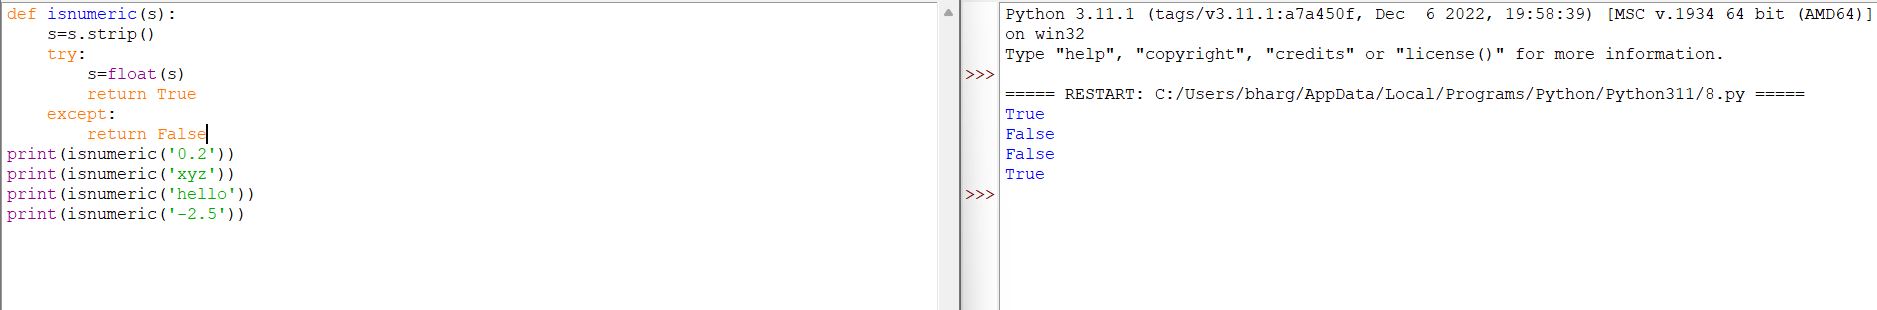 def isnumeric(s):
    s=s.strip()
    try:
        s=float(s)
        return True
    except:
        return False
print(isnumeric('0.2'))
print(isnumeric('xyz'))
print(isnumeric('hello'))
print(isnumeric('-2.5'))
Python 3.11.1 (tags/v3.11.1:a7a450f, Dec  6 2022, 19:58:39) [MSC v.1934 64 bit (AMD64)]
on win32
Type "help", "copyright", "credits" or "license()" for more information.
>>>
===== RESTART: C:/Users/bharg/AppData/Local/Programs/Python/Python311/8.py =====
True
False
False
True
>>>